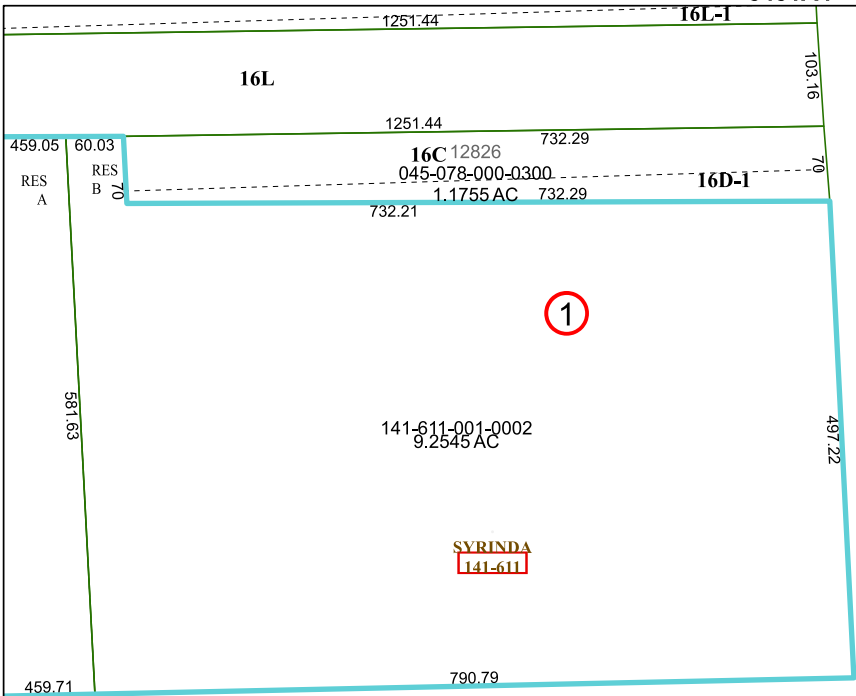 1251.44
16L-1
103.16
16L
1251.44
732.29
459.05
60.03
16C
12826
70
045-078-000-0300
RES
A
RES
B
70
16D-1
1.1755 AC
732.29
732.21
1
581.63
497.22
141-611-001-0002
9.2545 AC
SYRINDA
141-611
459.71
790.79